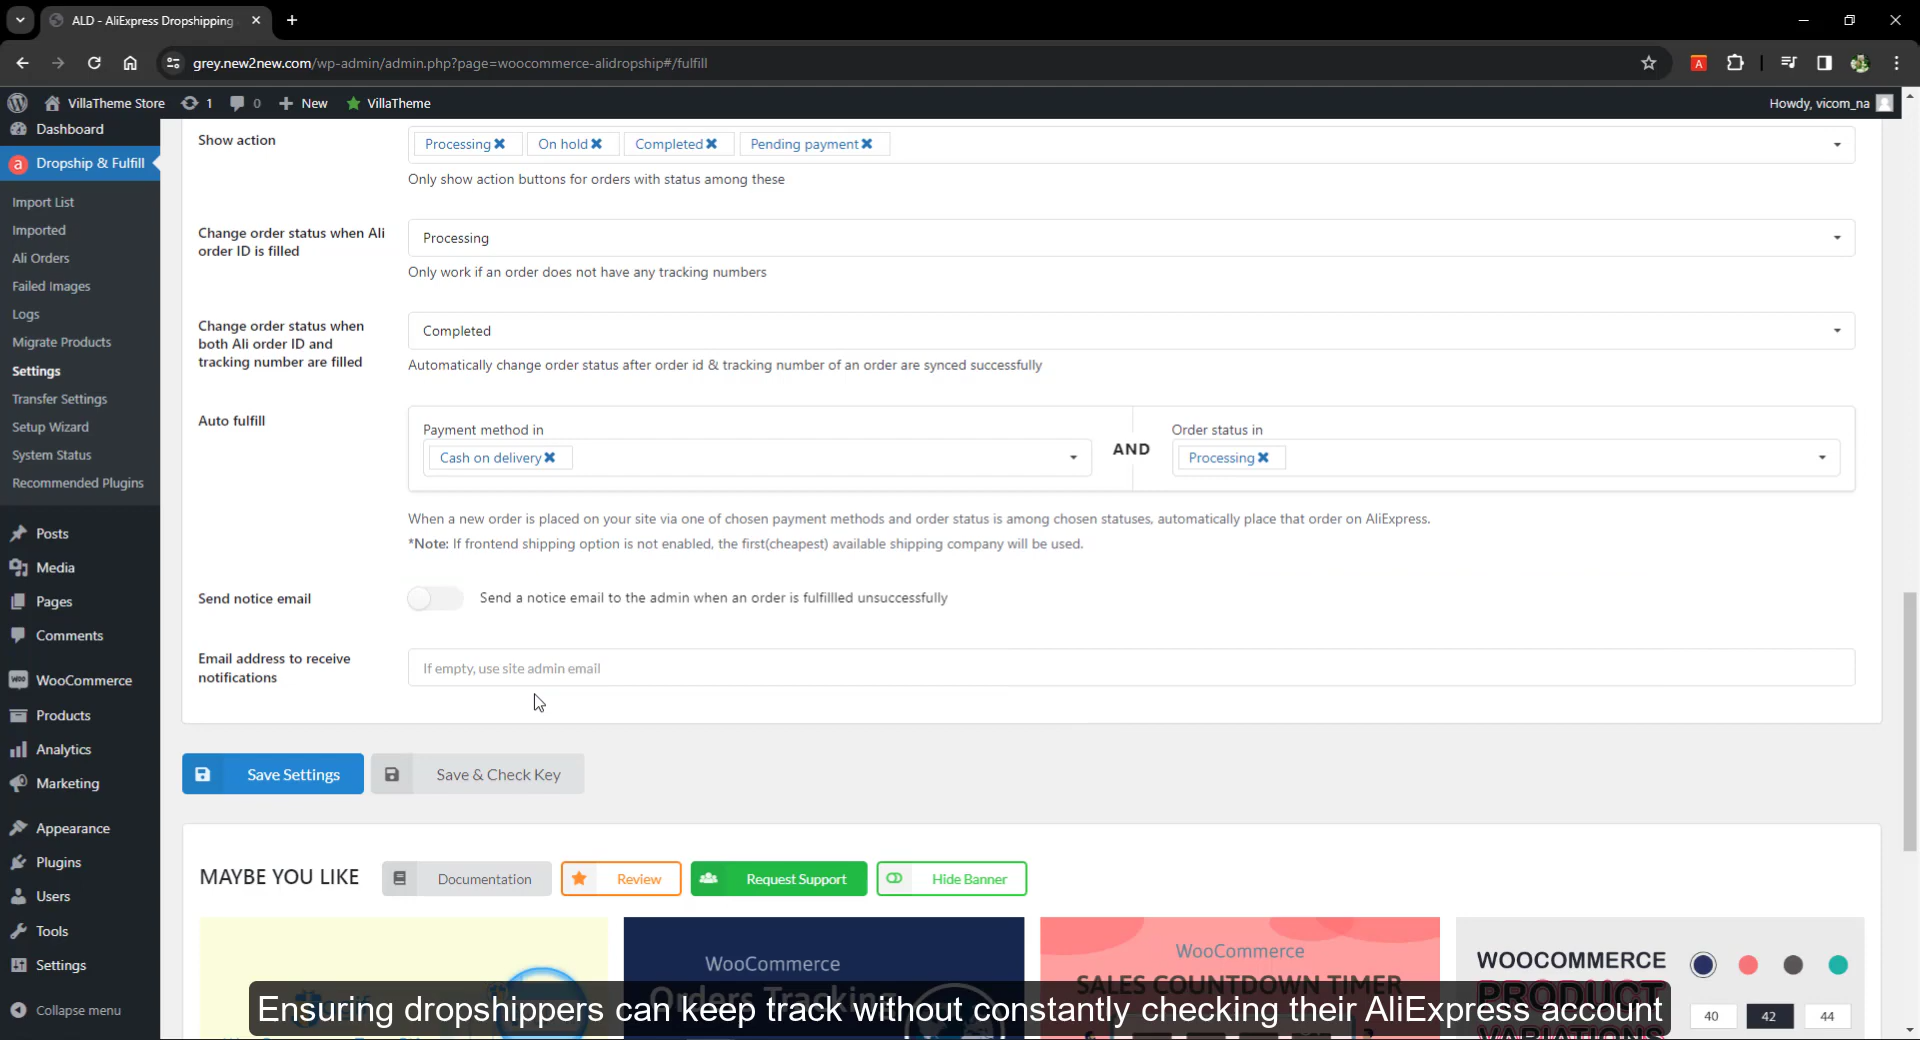 ALD - AliExpress Dropshipping
grey.new2new.com/wp-admin/admin.php?page=woocommerce-alidropship#/fulfill
VillaTheme Store
1
0
New
VillaTheme
Howdy, vicom_na
Dashboard
Dropship & Fulfill
Import List
Imported
Ali Orders
Failed Images
Logs
Migrate Products
Settings
Transfer Settings
Setup Wizard
System Status
Recommended Plugins
Posts
Media
Pages
Comments
WooCommerce
Products
Analytics
Marketing
Appearance
Plugins
Users
Tools
Settings
Collapse menu
Show action
Processing
On hold
Completed
Pending payment
Only show action buttons for orders with status among these
Change order status when Ali
order ID is filled
Processing
Only work if an order does not have any tracking numbers
Change order status when
both Ali order ID and
tracking number are filled
Completed
Automatically change order status after order id & tracking number of an order are synced successfully
Auto fulfill
Payment method in
Cash on delivery
AND
Order status in
Processing
When a new order is placed on your site via one of chosen payment methods and order status is among chosen statuses, automatically place that order on AliExpress.
*Note: If frontend shipping option is not enabled, the first(cheapest) available shipping company will be used.
Send notice email
Send a notice email to the admin when an order is fulfillled unsuccessfully
Email address to receive
notifications
If empty, use site admin email
Save Settings
Save & Check Key
MAYBE YOU LIKE
Documentation
Review
Request Support
Hide Banner
WooCommerce
Orders Tracking
WooCommerce
SALES COUNTDOWN TIMER
WOOCOMMERCE
PRODUCT
VARIATIONS
40
42
44
Ensuring dropshippers can keep track without constantly checking their AliExpress account